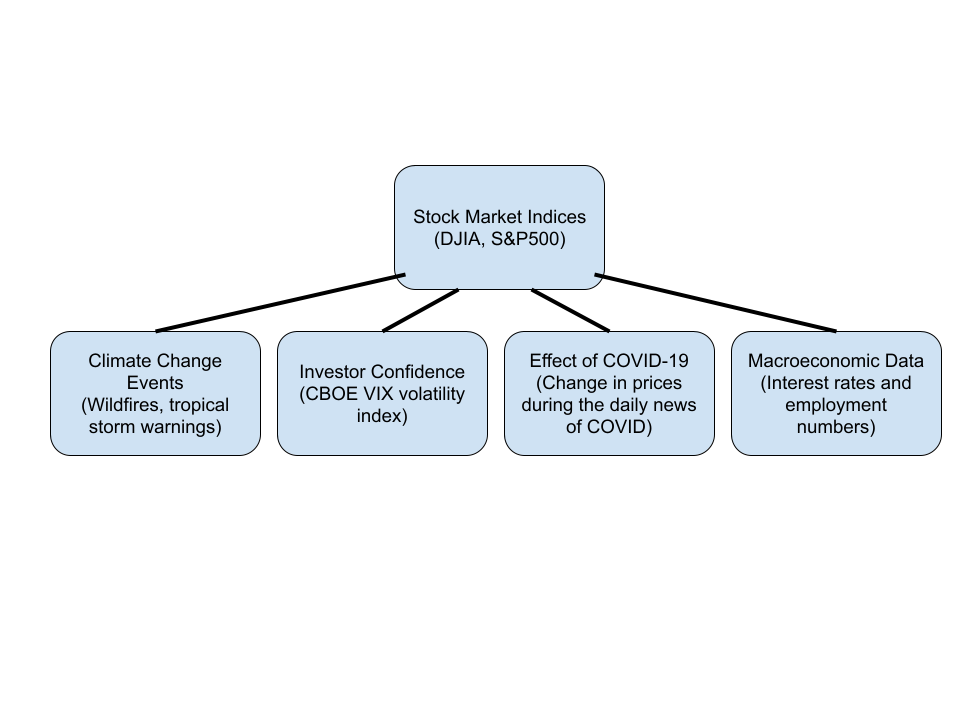 Stock Market Indices
(DJIA, S&P500)
Climate Change
Events
(Wildfires, tropical
storm warnings)
Investor Confidence
(CBOE VIX volatility
index)
Effect of COVID-19
(Change in prices
during the daily news
of COVID)
Macroeconomic Data
(Interest rates and
employment
numbers)